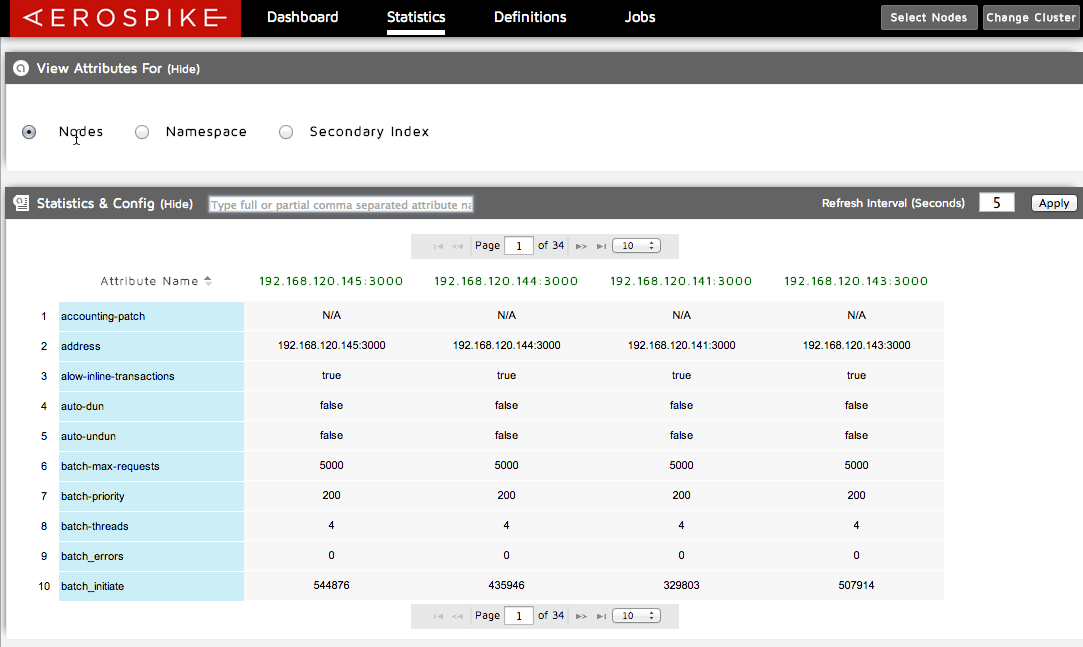 AEROSPIKE Dashboard Statistics Definitions Jobs Select Nodes Change Cluster
View Attributes For (Hide)
Nodes Namespace Secondary Index
Statistics & Config (Hide) Type full or partial comma separated attribute na Refresh Interval (Seconds) 5 Apply
Page 1 of 34 10
Attribute Name 192.168.120.145:3000 192.168.120.144:3000 192.168.120.141:3000 192.168.120.143:3000
1 accounting-patch N/A N/A N/A N/A
2 address 192.168.120.145:3000 192.168.120.144:3000 192.168.120.141:3000 192.168.120.143:3000
3 alow-inline-transactions true true true true
4 auto-dun false false false false
5 auto-undun false false false false
6 batch-max-requests 5000 5000 5000 5000
7 batch-priority 200 200 200 200
8 batch-threads 4 4 4 4
9 batch_errors 0 0 0 0
10 batch_initiate 544876 435946 329803 507914
Page 1 of 34 10